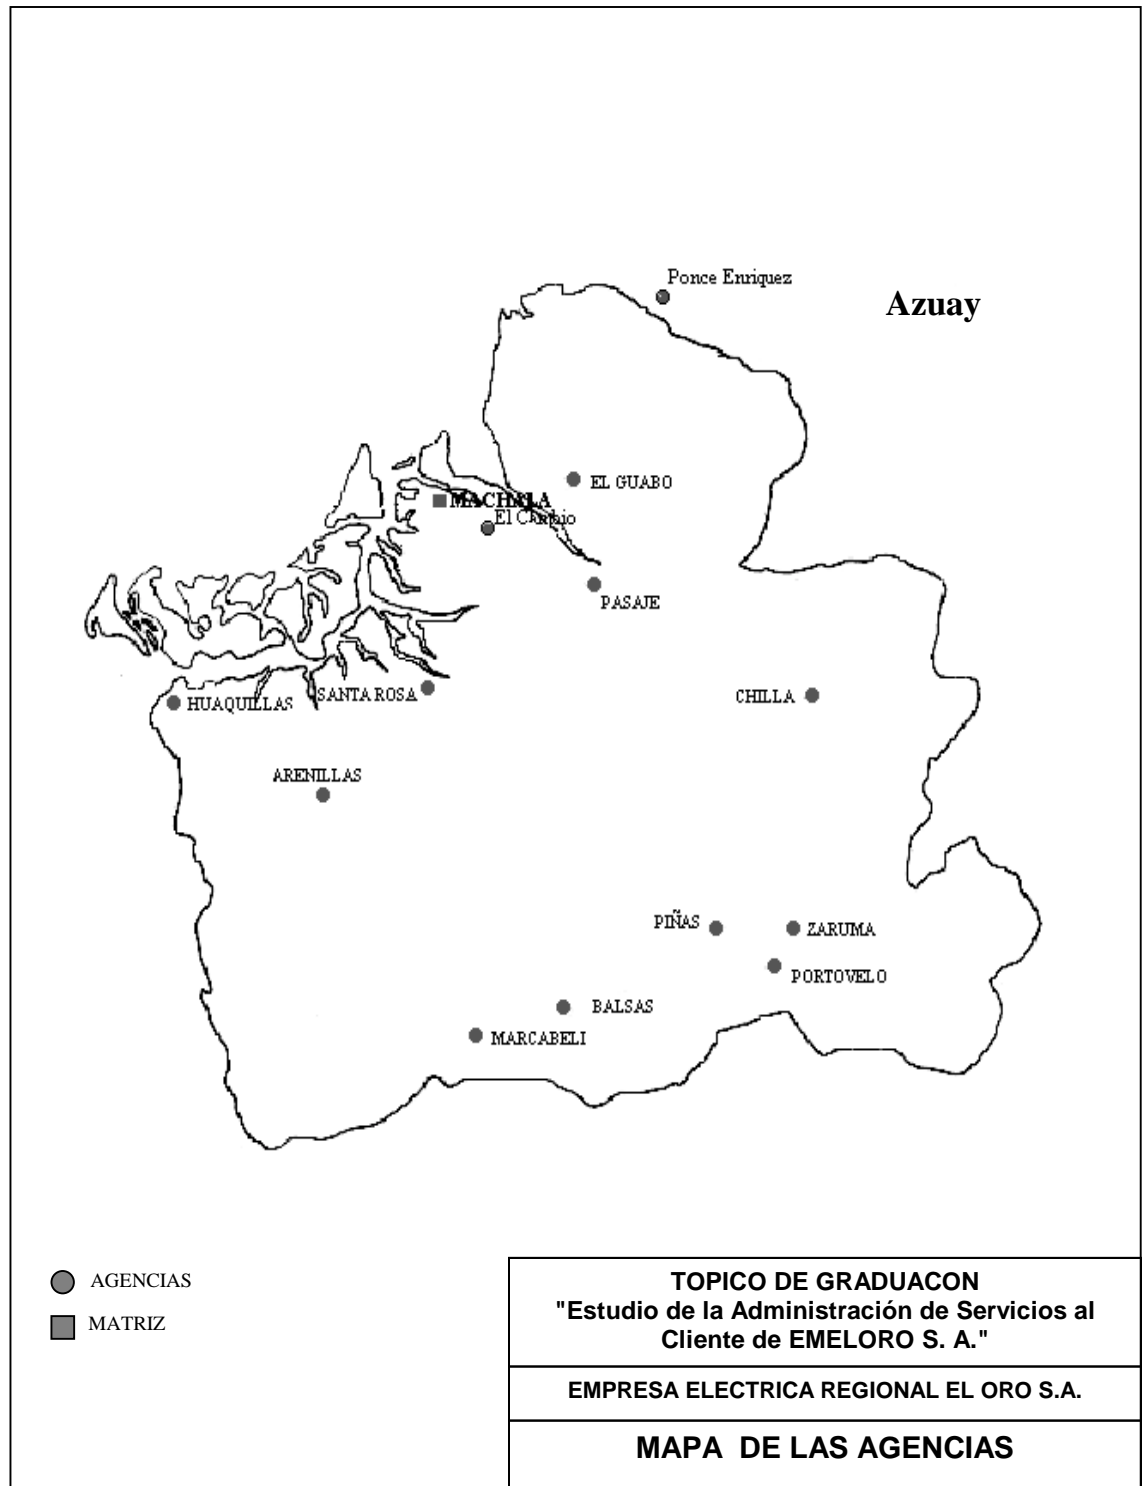 Ponce Enriquez
Azuay
EL GUABO
MACHALA
El Cambio
PASAJE
SANTA ROSA
CHILLA
HUAQUILLAS
ARENILLAS
PIÑAS
ZARUMA
PORTOVELO
BALSAS
MARCABELI
AGENCIAS
MATRIZ
TOPICO DE GRADUACON
"Estudio de la Administración de Servicios al
Cliente de EMELORO S. A."
EMPRESA ELECTRICA REGIONAL EL ORO S.A.
MAPA DE LAS AGENCIAS